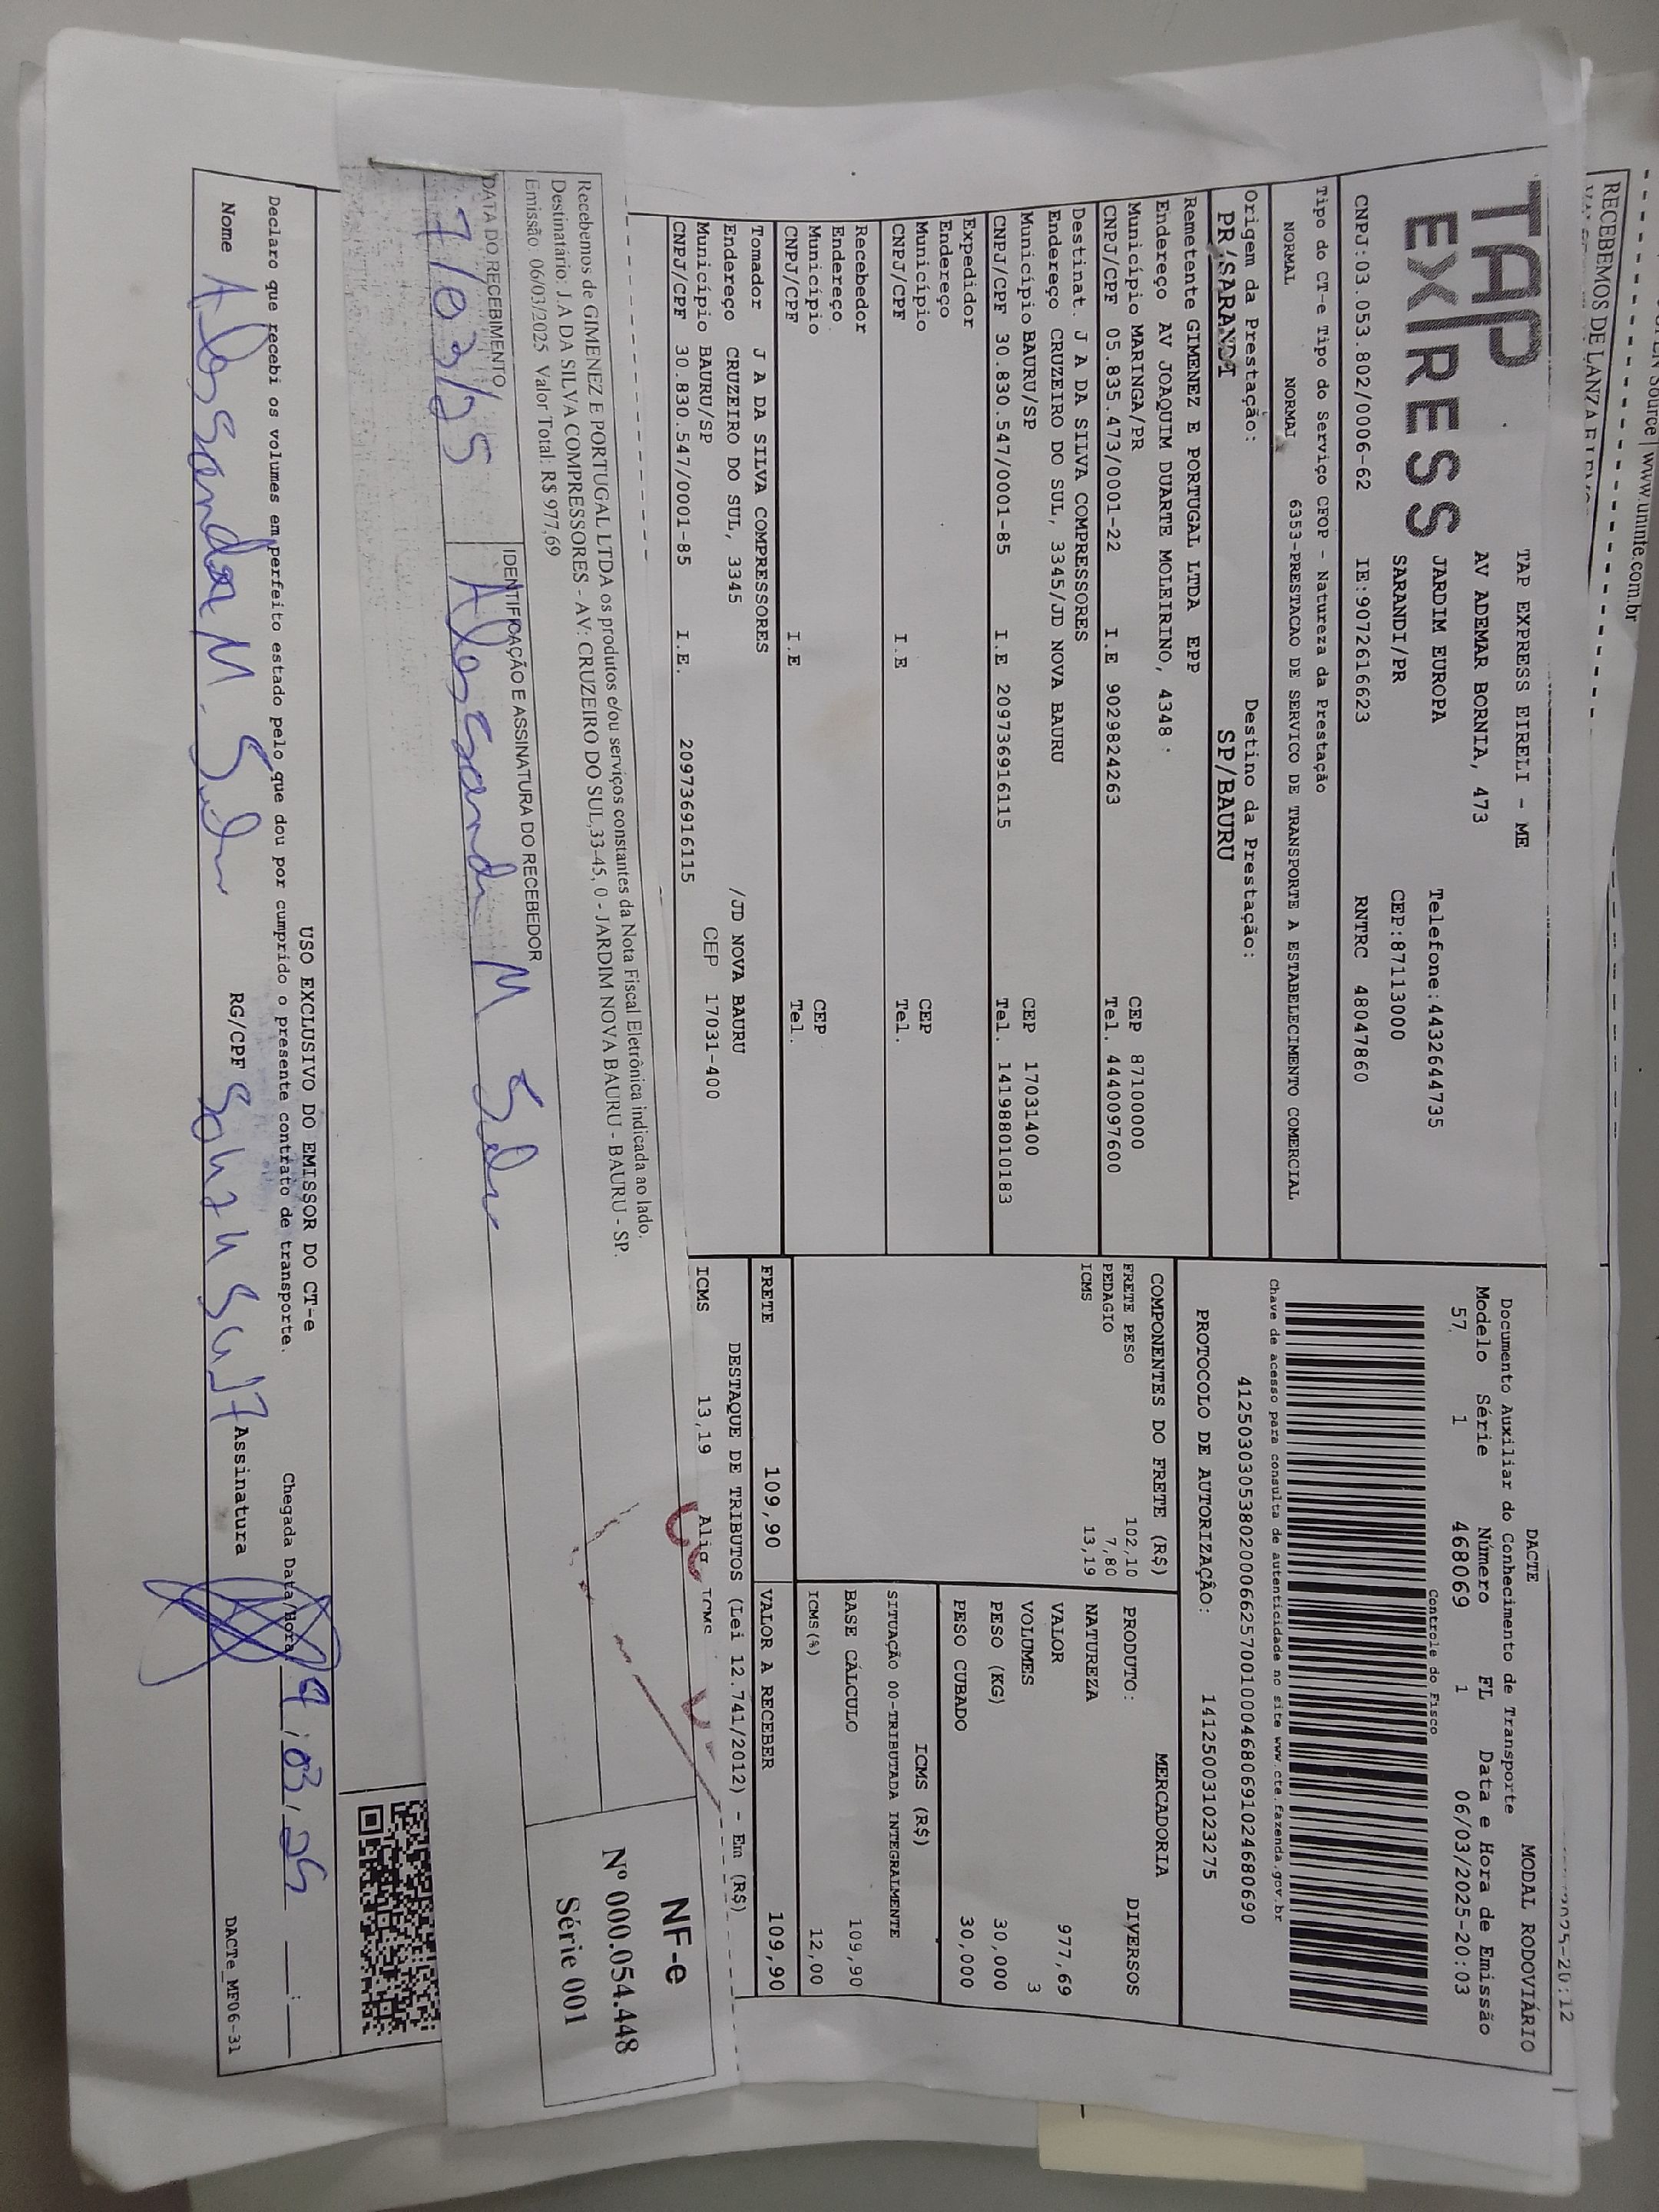 OPEN Source | www.uninfe.com.br
RECEBEMOS DE LANZA
2025-20:12
TAP
EXPRESS
TAP EXPRESS EIRELI - ME
AV ADEMAR BORNIA, 473
JARDIM EUROPA Telefone:4432644735
SARANDI/PR CEP:87113000
CNPJ:03.053.802/0006-62 IE:9072616623 RNTRC 48047860
Tipo do CT-e Tipo do Serviço CFOP - Natureza da Prestação
NORMAL NORMAL 6353-PRESTACAO DE SERVICO DE TRANSPORTE A ESTABELECIMENTO COMERCIAL
Origem da Prestação: Destino da Prestação:
PR/SARANDI SP/BAURU
DACTE MODAL RODOVIÁRIO
Documento Auxiliar do Conhecimento de Transporte
Modelo Série Número FL Data e Hora de Emissão
57 1 468069 1 06/03/2025-20:03
Controle do Fisco
Chave de acesso para consulta de autenticidade no site www.cte.fazenda.gov.br
41250303053802000662570010004680691024680690
PROTOCOLO DE AUTORIZAÇÃO: 141250031023275
Remetente GIMENEZ E PORTUGAL LTDA EPP
Endereço AV JOAQUIM DUARTE MOLEIRINO, 4348
Município MARINGA/PR CEP 87100000
CNPJ/CPF 05.835.473/0001-22 I.E 9029824263 Tel. 444009760​0
Destinat. J A DA SILVA COMPRESSORES
Endereço CRUZEIRO DO SUL, 3345/JD NOVA BAURU
Município BAURU/SP CEP 17031400
CNPJ/CPF 30.830.547/0001-85 I.E 209736916115 Tel. 14198801018​3
Expedidor
Endereço
Município CEP
CNPJ/CPF I.E Tel.
Recebedor
Endereço
Município CEP
CNPJ/CPF I.E Tel.
Tomador J A DA SILVA COMPRESSORES
Endereço CRUZEIRO DO SUL, 3345 /JD NOVA BAURU
Município BAURU/SP CEP 17031-400
CNPJ/CPF 30.830.547/0001-85 I.E. 209736916115
COMPONENTES DO FRETE (R$)
FRETE PESO 102,10
PEDAGIO 7,80
ICMS 13,19
MERCADORIA
PRODUTO: DIVERSOS
NATUREZA
VALOR 977,69
VOLUMES 3
PESO (KG) 30,000
PESO CUBADO 30,000
ICMS (R$)
SITUAÇÃO 00-TRIBUTADA INTEGRALMENTE
BASE CÁLCULO 109,90
ICMS(%) 12,00
FRETE 109,90 VALOR A RECEBER 109,90
DESTAQUE DE TRIBUTOS (Lei 12.741/2012) - Em (R$)
ICMS 13,19 Aliq ICMS
Recebemos de GIMENEZ E PORTUGAL LTDA os produtos e/ou serviços constantes da Nota Fiscal Eletrônica indicada ao lado.
Destinatário: J.A DA SILVA COMPRESSORES - AV: CRUZEIRO DO SUL,33-45, 0 - JARDIM NOVA BAURU - BAURU - SP.
Emissão: 06/03/2025 Valor Total: R$ 977,69
NF-e
Nº 000.054.448
Série 001
DATA DO RECEBIMENTO IDENTIFICAÇÃO E ASSINATURA DO RECEBEDOR
M
USO EXCLUSIVO DO EMISSOR DO CT-e
Declaro que recebi os volumes em perfeito estado pelo que dou por cumprido o presente contrato de transporte. Chegada Data/Hora /03/25 __:__
Nome M. RG/CPF Assinatura DACTe_MF06-31